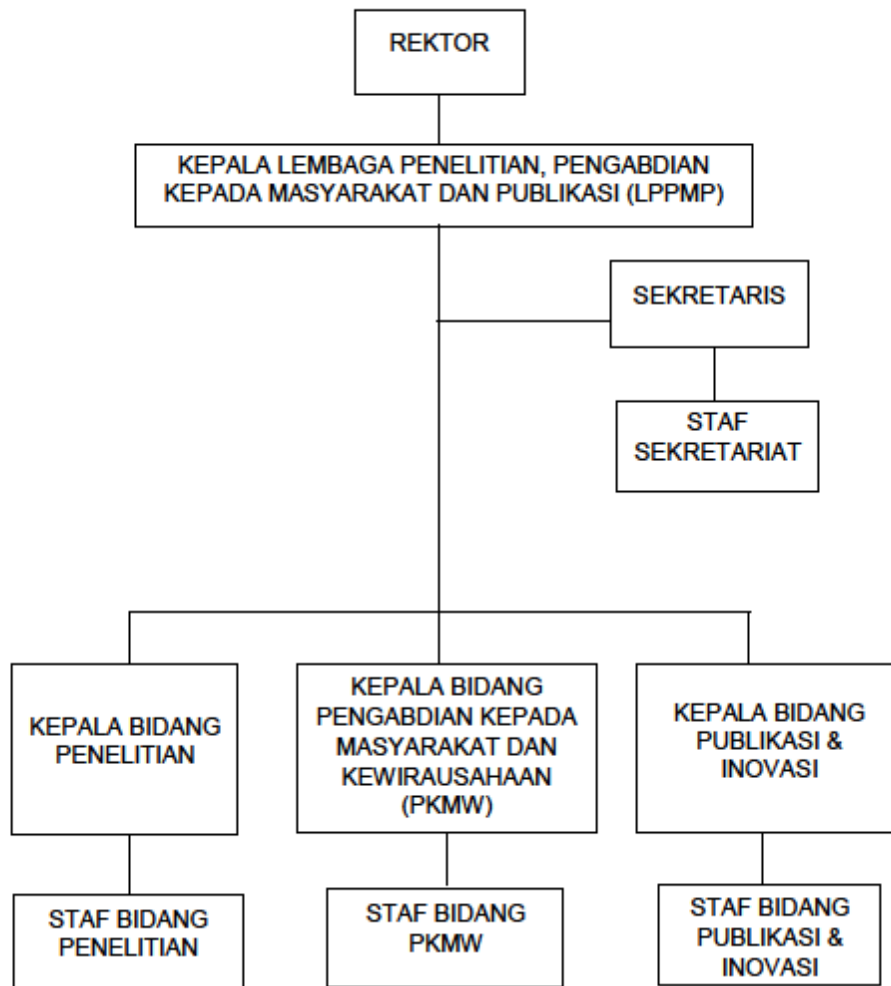 REKTOR
KEPALA LEMBAGA PENELITIAN, PENGABDIAN
KEPADA MASYARAKAT DAN PUBLIKASI (LPPMP)
SEKRETARIS
STAF
SEKRETARIAT
KEPALA BIDANG
PENELITIAN
KEPALA BIDANG
PENGABDIAN KEPADA
MASYARAKAT DAN
KEWIRAUSAHAAN
(PKMW)
KEPALA BIDANG
PUBLIKASI &
INOVASI
STAF BIDANG
PENELITIAN
STAF BIDANG
PKMW
STAF BIDANG
PUBLIKASI &
INOVASI